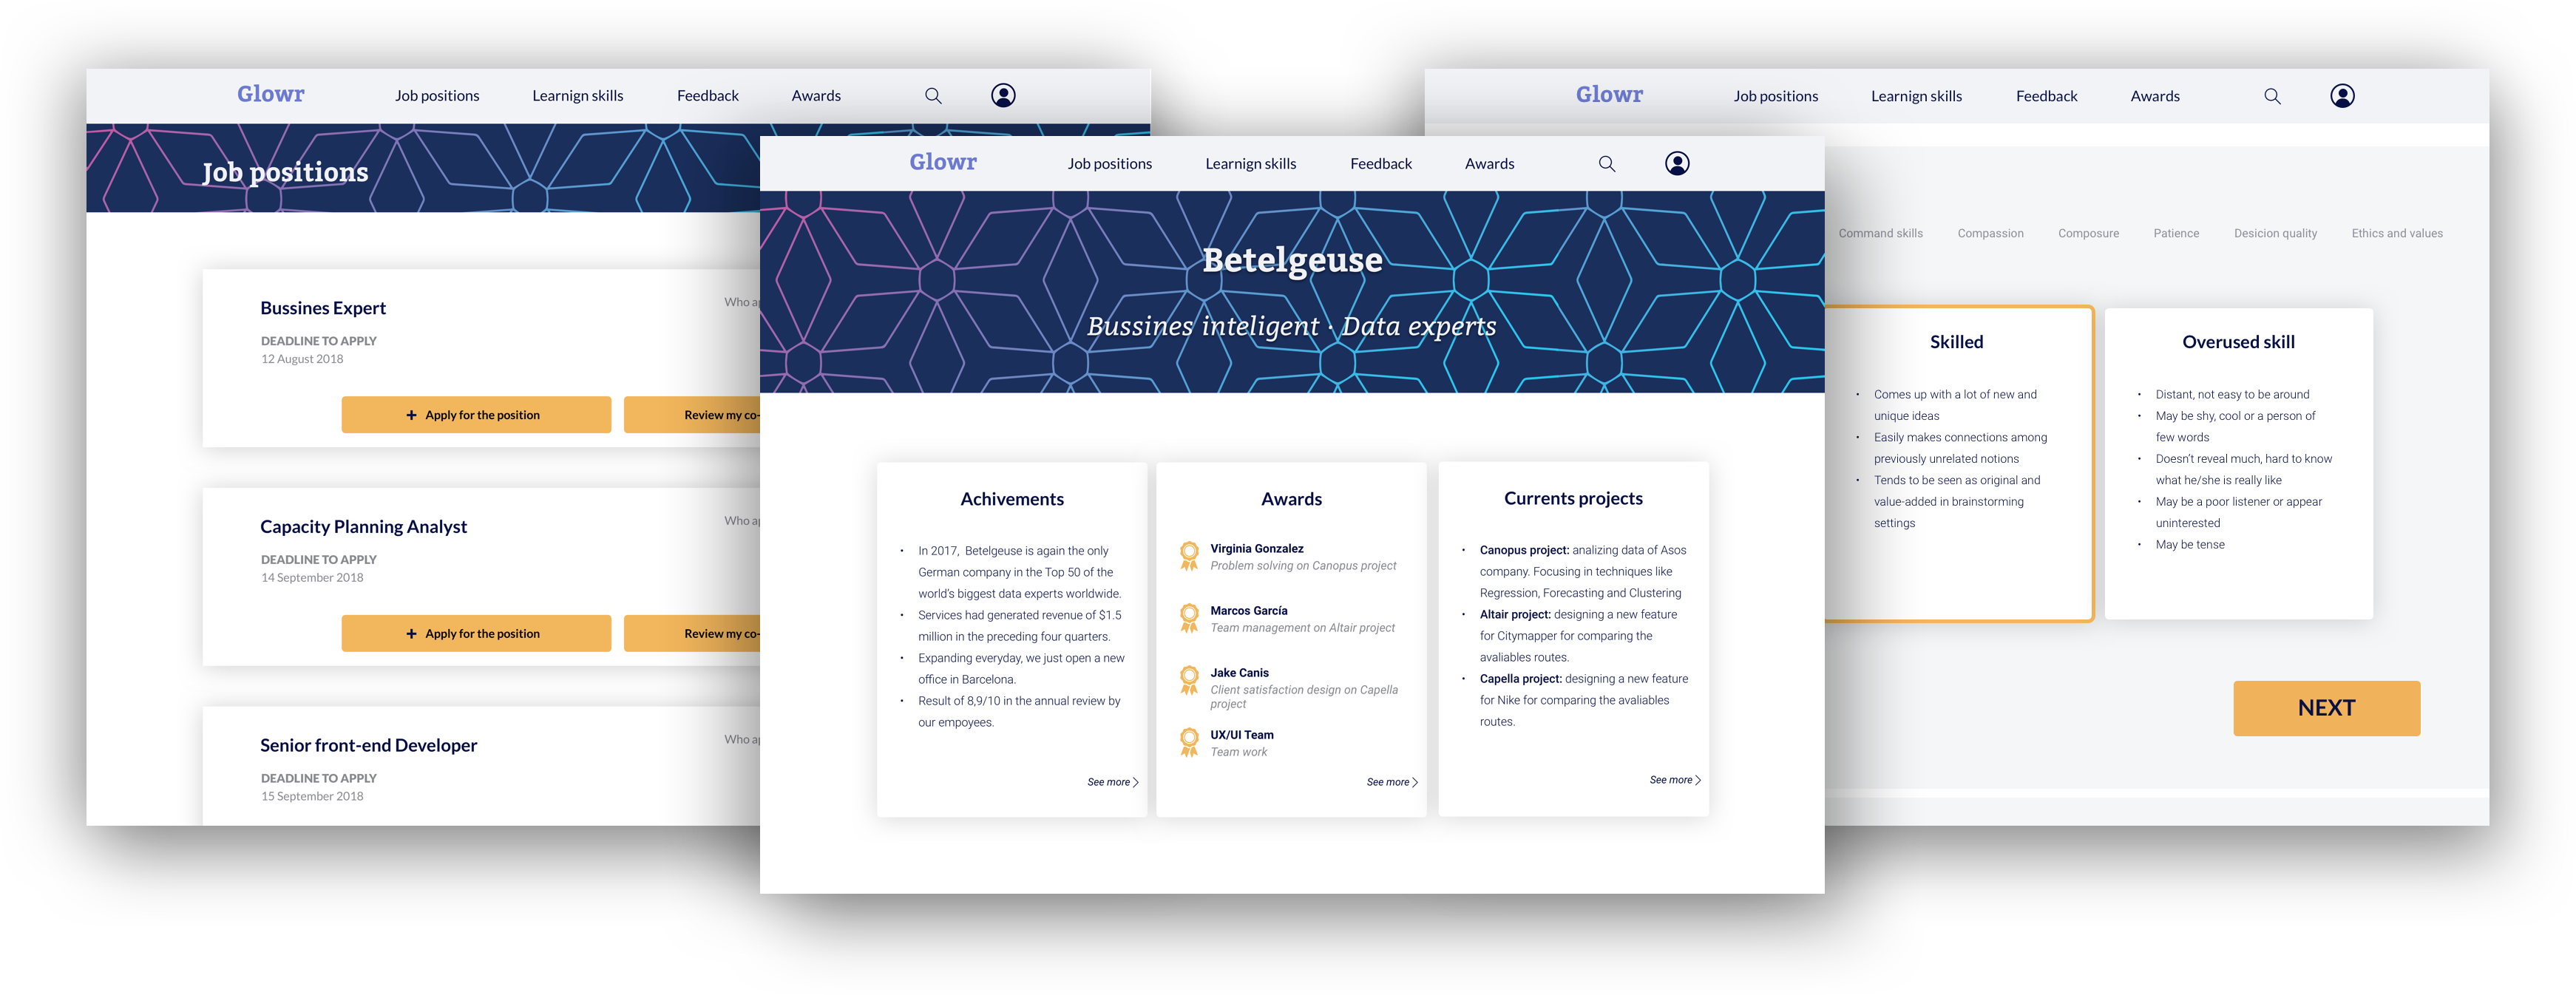 Glowr
Job positions
Learnign skills
Feedback
Awards
Job positions
Bussines Expert
Who
DEADLINE TO APPLY
12 August 2018
+ Apply for the position
Review my co-
Capacity Planning Analyst
Who
DEADLINE TO APPLY
14 September 2018
+ Apply for the position
Review my co-
Senior front-end Developer
Who
DEADLINE TO APPLY
15 September 2018
Glowr
Job positions
Learnign skills
Feedback
Awards
Betelgeuse
Bussines inteligent · Data experts
Achivements
• In 2017, Betelgeuse is again the only
German company in the Top 50 of the
world's biggest data experts worldwide.
• Services had generated revenue of $1.5
million in the preceding four quarters.
• Expanding everyday, we just open a new
office in Barcelona.
• Result of 8,9/10 in the annual review by
our empoyees.
See more
Awards
Virginia Gonzalez
Problem solving on Canopus project
Marcos García
Team management on Altair project
Jake Canis
Client satisfaction design on Capella
project
UX/UI Team
Team work
See more
Currents projects
• Canopus project: analizing data of Asos
company. Focusing in techniques like
Regression, Forecasting and Clustering
• Altair project: designing a new feature
for Citymapper for comparing the
avaliables routes.
• Capella project: designing a new feature
for Nike for comparing the avaliables
routes.
See more
Glowr
Job positions
Learnign skills
Feedback
Awards
Command skills
Compassion
Composure
Patience
Desicion quality
Ethics and values
Skilled
• Comes up with a lot of new and
unique ideas
• Easily makes connections among
previously unrelated notions
• Tends to be seen as original and
value-added in brainstorming
settings
Overused skill
• Distant, not easy to be around
• May be shy, cool or a person of
few words
• Doesn't reveal much, hard to know
what he/she is really like
• May be a poor listener or appear
uninterested
• May be tense
NEXT